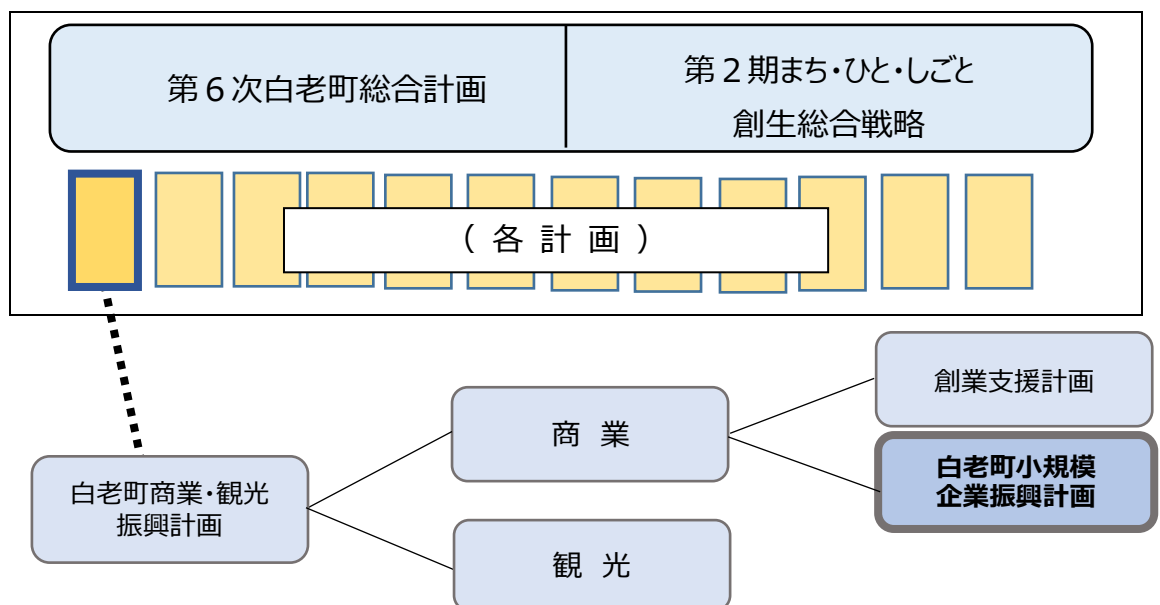 第６次白老町総合計画
第２期まち・ひと・しごと
創生総合戦略
（ 各 計 画 ）
創業支援計画
商 業
白老町小規模
企業振興計画
白老町商業・観光
振興計画
観 光